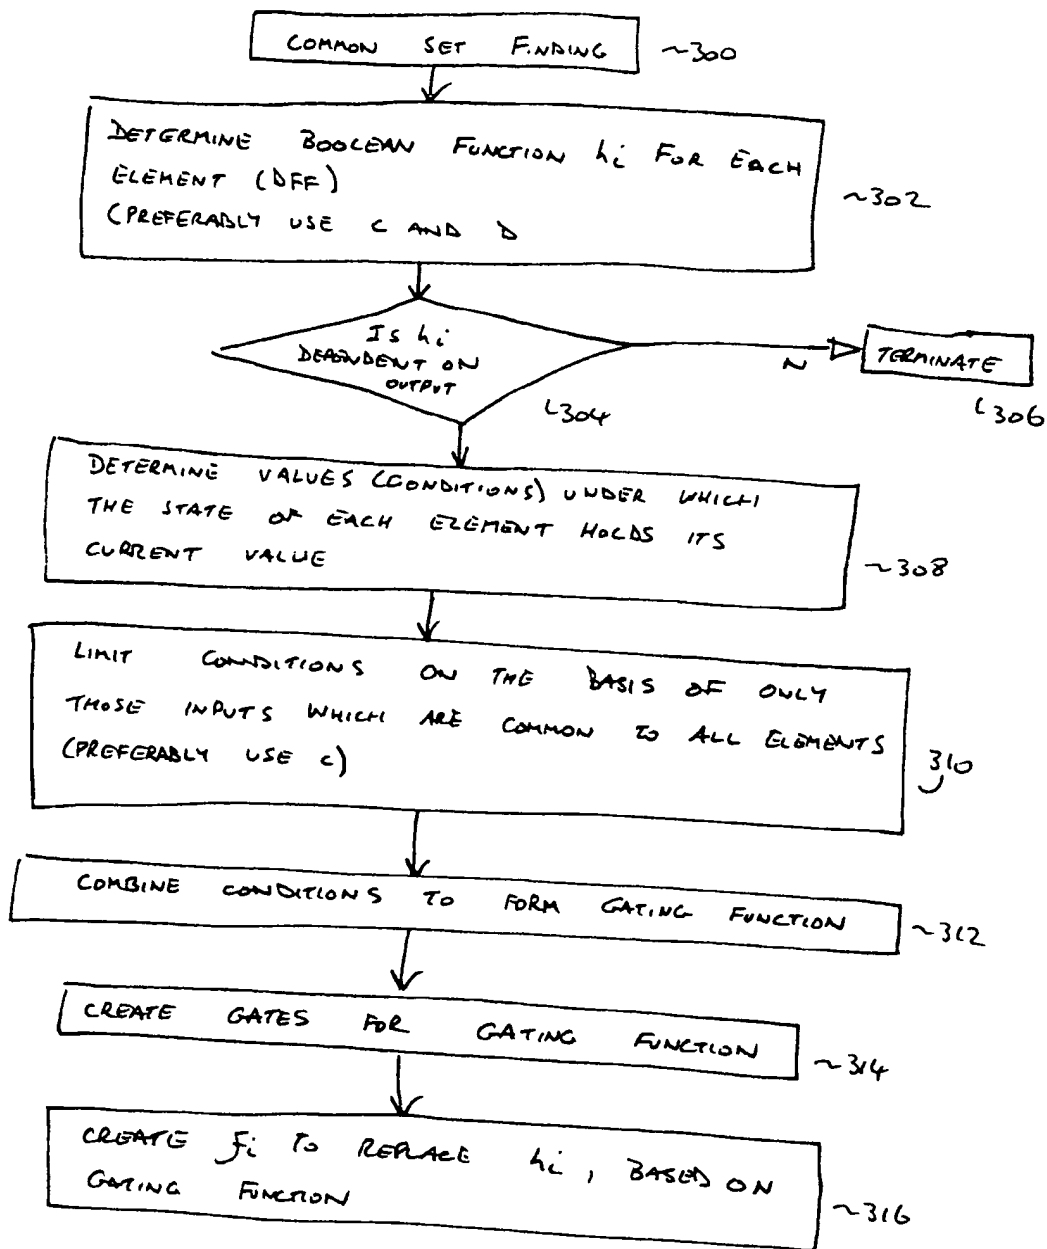 COMMON SET FINDING ~300
DETERMINE BOOLEAN FUNCTION hi FOR EACH
ELEMENT (DFF)
(PREFERABLY USE C AND D
~302
Is hi
DEPENDENT ON
OUTPUT
304
N
TERMINATE
306
DETERMINE VALUES (CONDITIONS) UNDER WHICH
THE STATE OF EACH ELEMENT HOLDS ITS
CURRENT VALUE
~308
LIMIT CONDITIONS ON THE BASIS OF ONLY
THOSE INPUTS WHICH ARE COMMON TO ALL ELEMENTS
(PREFERABLY USE C)
310
COMBINE CONDITIONS TO FORM GATING FUNCTION
~312
CREATE GATES FOR GATING FUNCTION
~314
CREATE fi TO REPLACE hi, BASED ON
GATING FUNCTION
~316